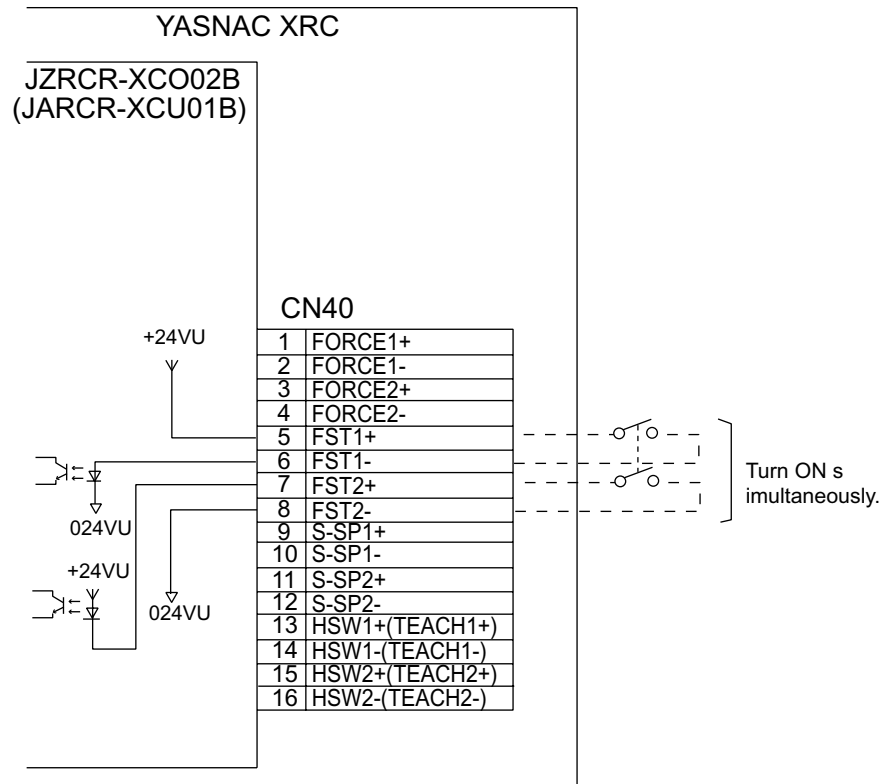 YASNAC XRC
JZRCR-XCO02B
(JARCR-XCU01B)
CN40
+24VU
1 FORCE1+
2 FORCE1-
3 FORCE2+
4 FORCE2-
5 FST1+
6 FST1-
7 FST2+
8 FST2-
9 S-SP1+
10 S-SP1-
11 S-SP2+
12 S-SP2-
13 HSW1+(TEACH1+)
14 HSW1-(TEACH1-)
15 HSW2+(TEACH2+)
16 HSW2-(TEACH2-)
024VU
+24VU
024VU
Turn ON s
imultaneously.